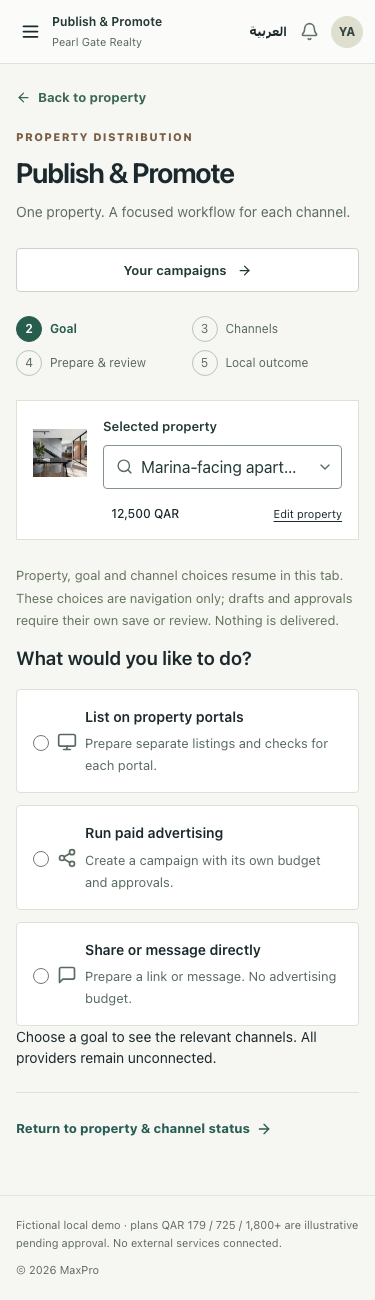 Publish & Promote
Pearl Gate Realty
العربية
YA
Back to property
PROPERTY DISTRIBUTION
Publish & Promote
One property. A focused workflow for each channel.
Your campaigns
2 Goal
3 Channels
4 Prepare & review
5 Local outcome
Selected property
Marina-facing apart...
12,500 QAR
Edit property
Property, goal and channel choices resume in this tab.
These choices are navigation only; drafts and approvals
require their own save or review. Nothing is delivered.
What would you like to do?
List on property portals
Prepare separate listings and checks for
each portal.
Run paid advertising
Create a campaign with its own budget
and approvals.
Share or message directly
Prepare a link or message. No advertising
budget.
Choose a goal to see the relevant channels. All
providers remain unconnected.
Return to property & channel status
Fictional local demo · plans QAR 179 / 725 / 1,800+ are illustrative
pending approval. No external services connected.
© 2026 MaxPro